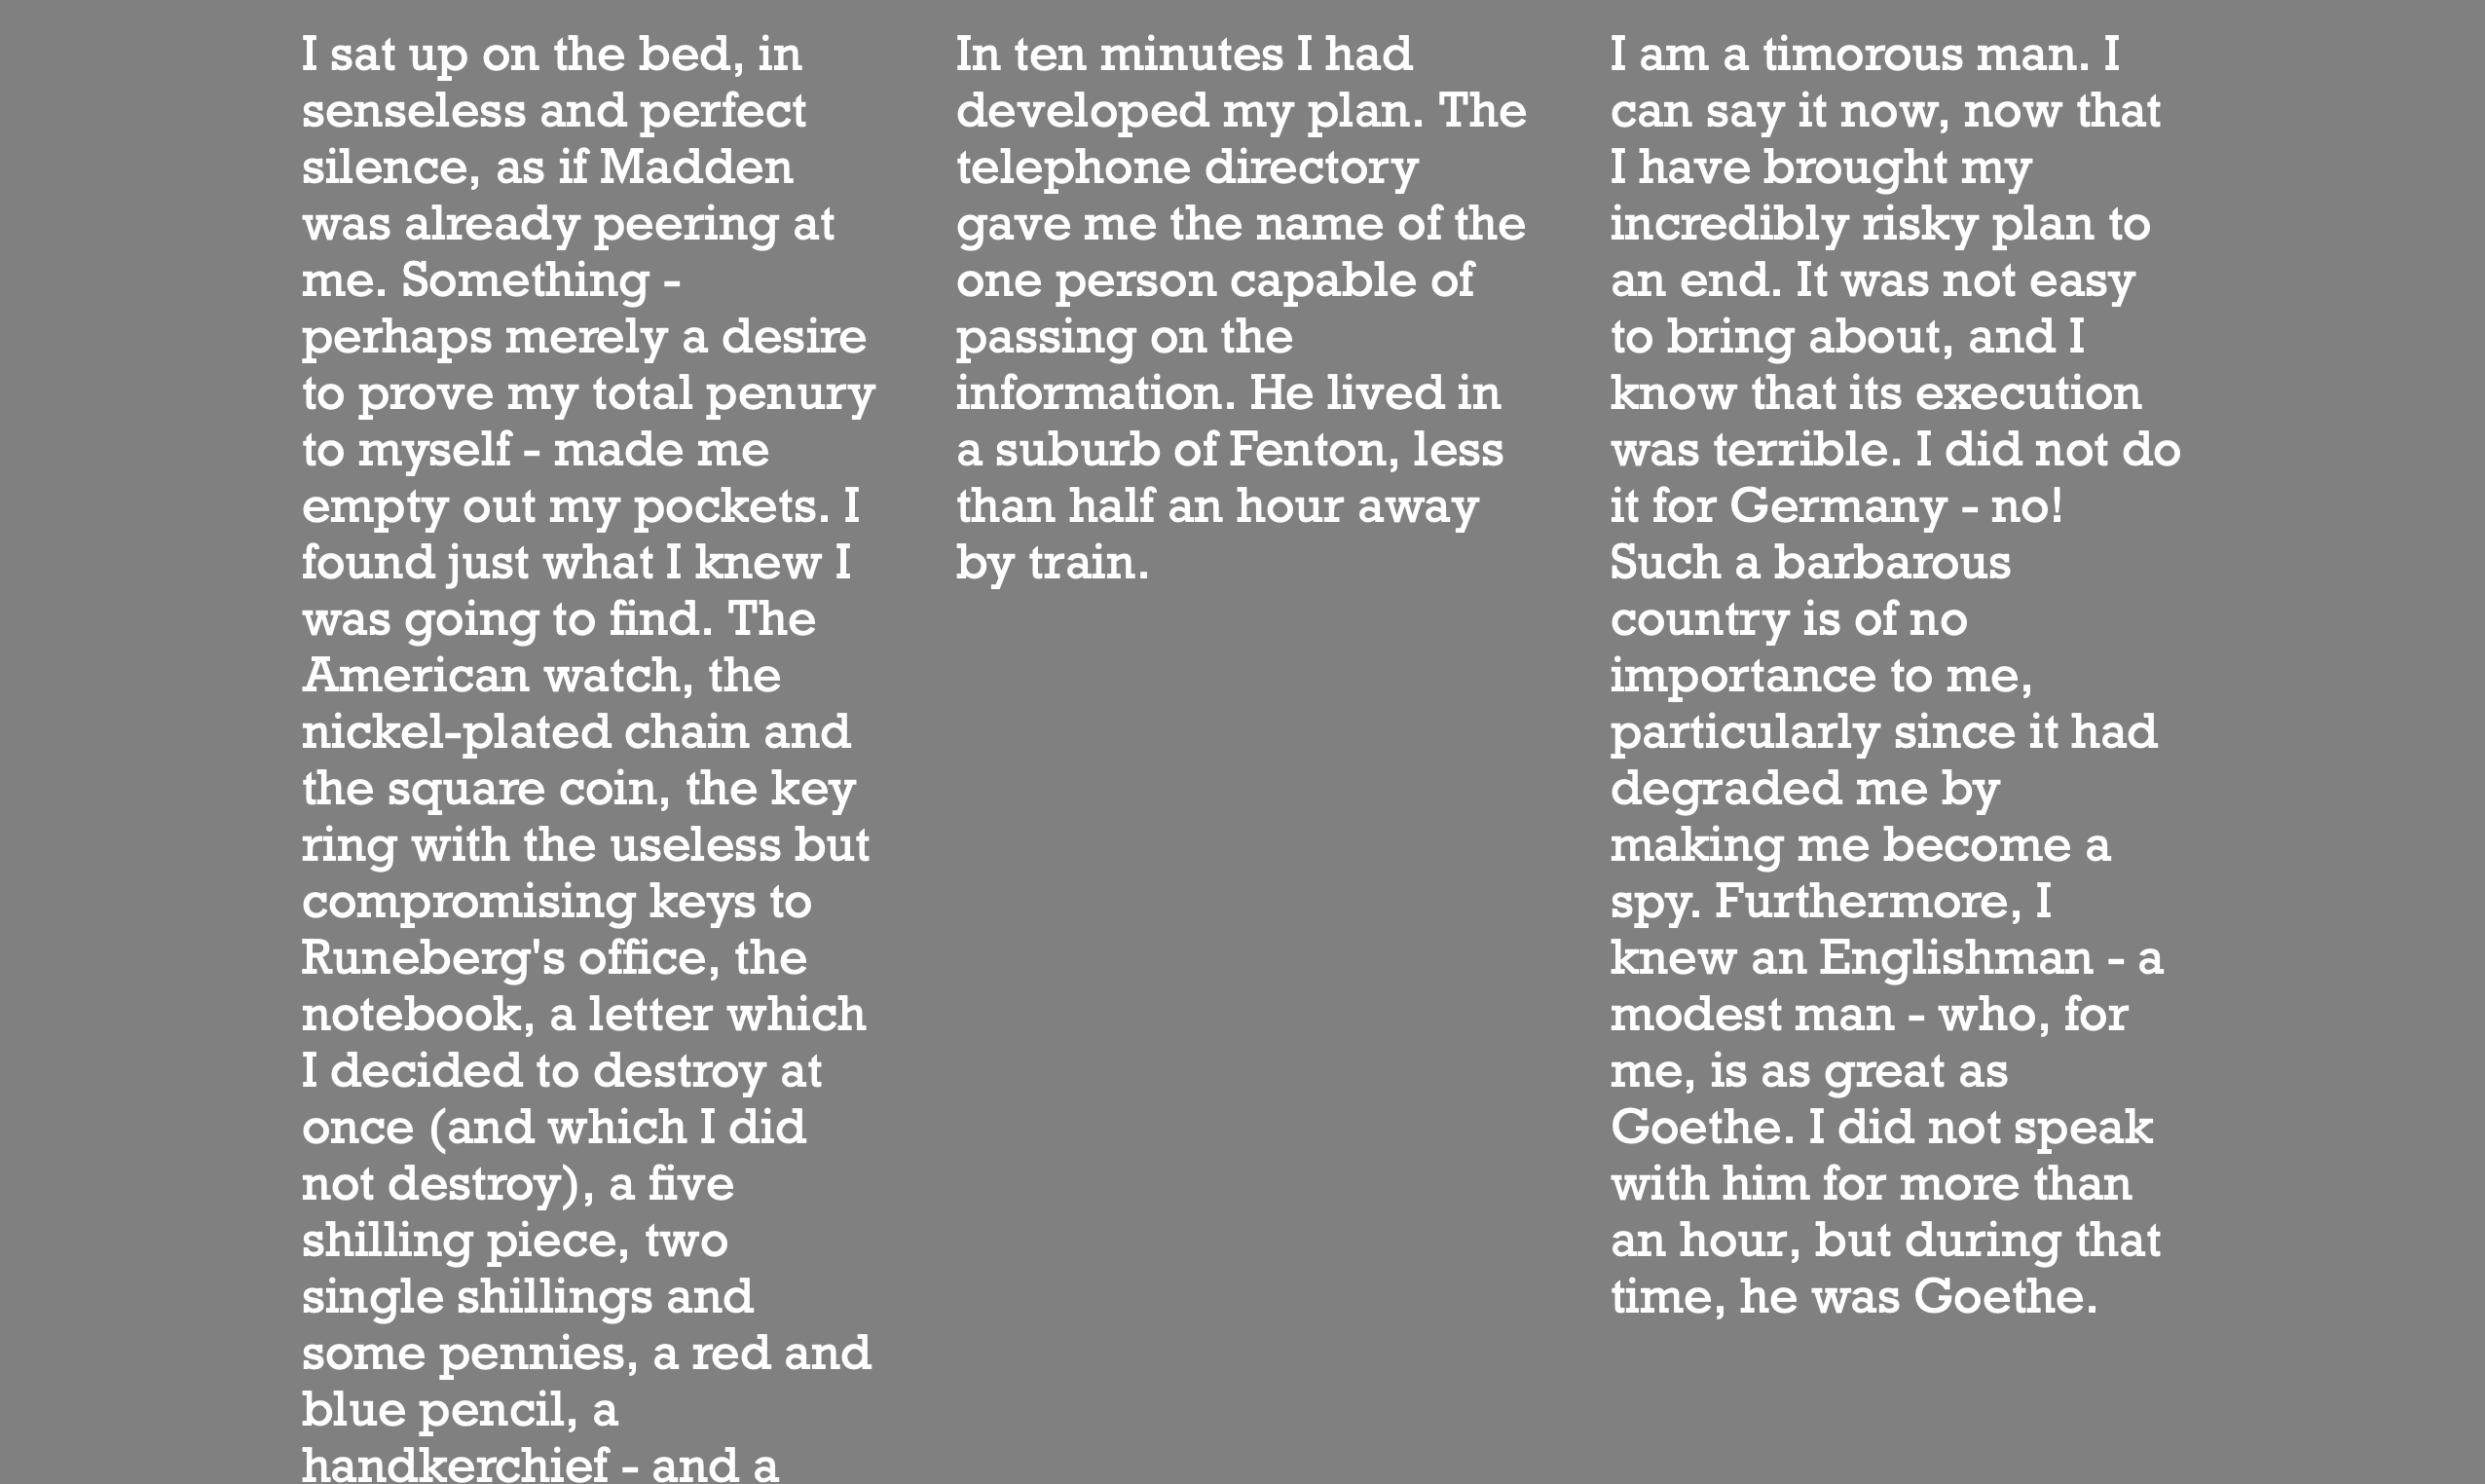 I sat up on the bed, in
senseless and perfect
silence, as if Madden
was already peering at
me. Something -
perhaps merely a desire
to prove my total penury
to myself - made me
empty out my pockets. I
found just what I knew I
was going to find. The
American watch, the
nickel-plated chain and
the square coin, the key
ring with the useless but
compromising keys to
Runeberg's office, the
notebook, a letter which
I decided to destroy at
once (and which I did
not destroy), a five
shilling piece, two
single shillings and
some pennies, a red and
blue pencil, a
handkerchief - and a
In ten minutes I had
developed my plan. The
telephone directory
gave me the name of the
one person capable of
passing on the
information. He lived in
a suburb of Fenton, less
than half an hour away
by train.
I am a timorous man. I
can say it now, now that
I have brought my
incredibly risky plan to
an end. It was not easy
to bring about, and I
know that its execution
was terrible. I did not do
it for Germany - no!
Such a barbarous
country is of no
importance to me,
particularly since it had
degraded me by
making me become a
spy. Furthermore, I
knew an Englishman - a
modest man - who, for
me, is as great as
Goethe. I did not speak
with him for more than
an hour, but during that
time, he was Goethe.